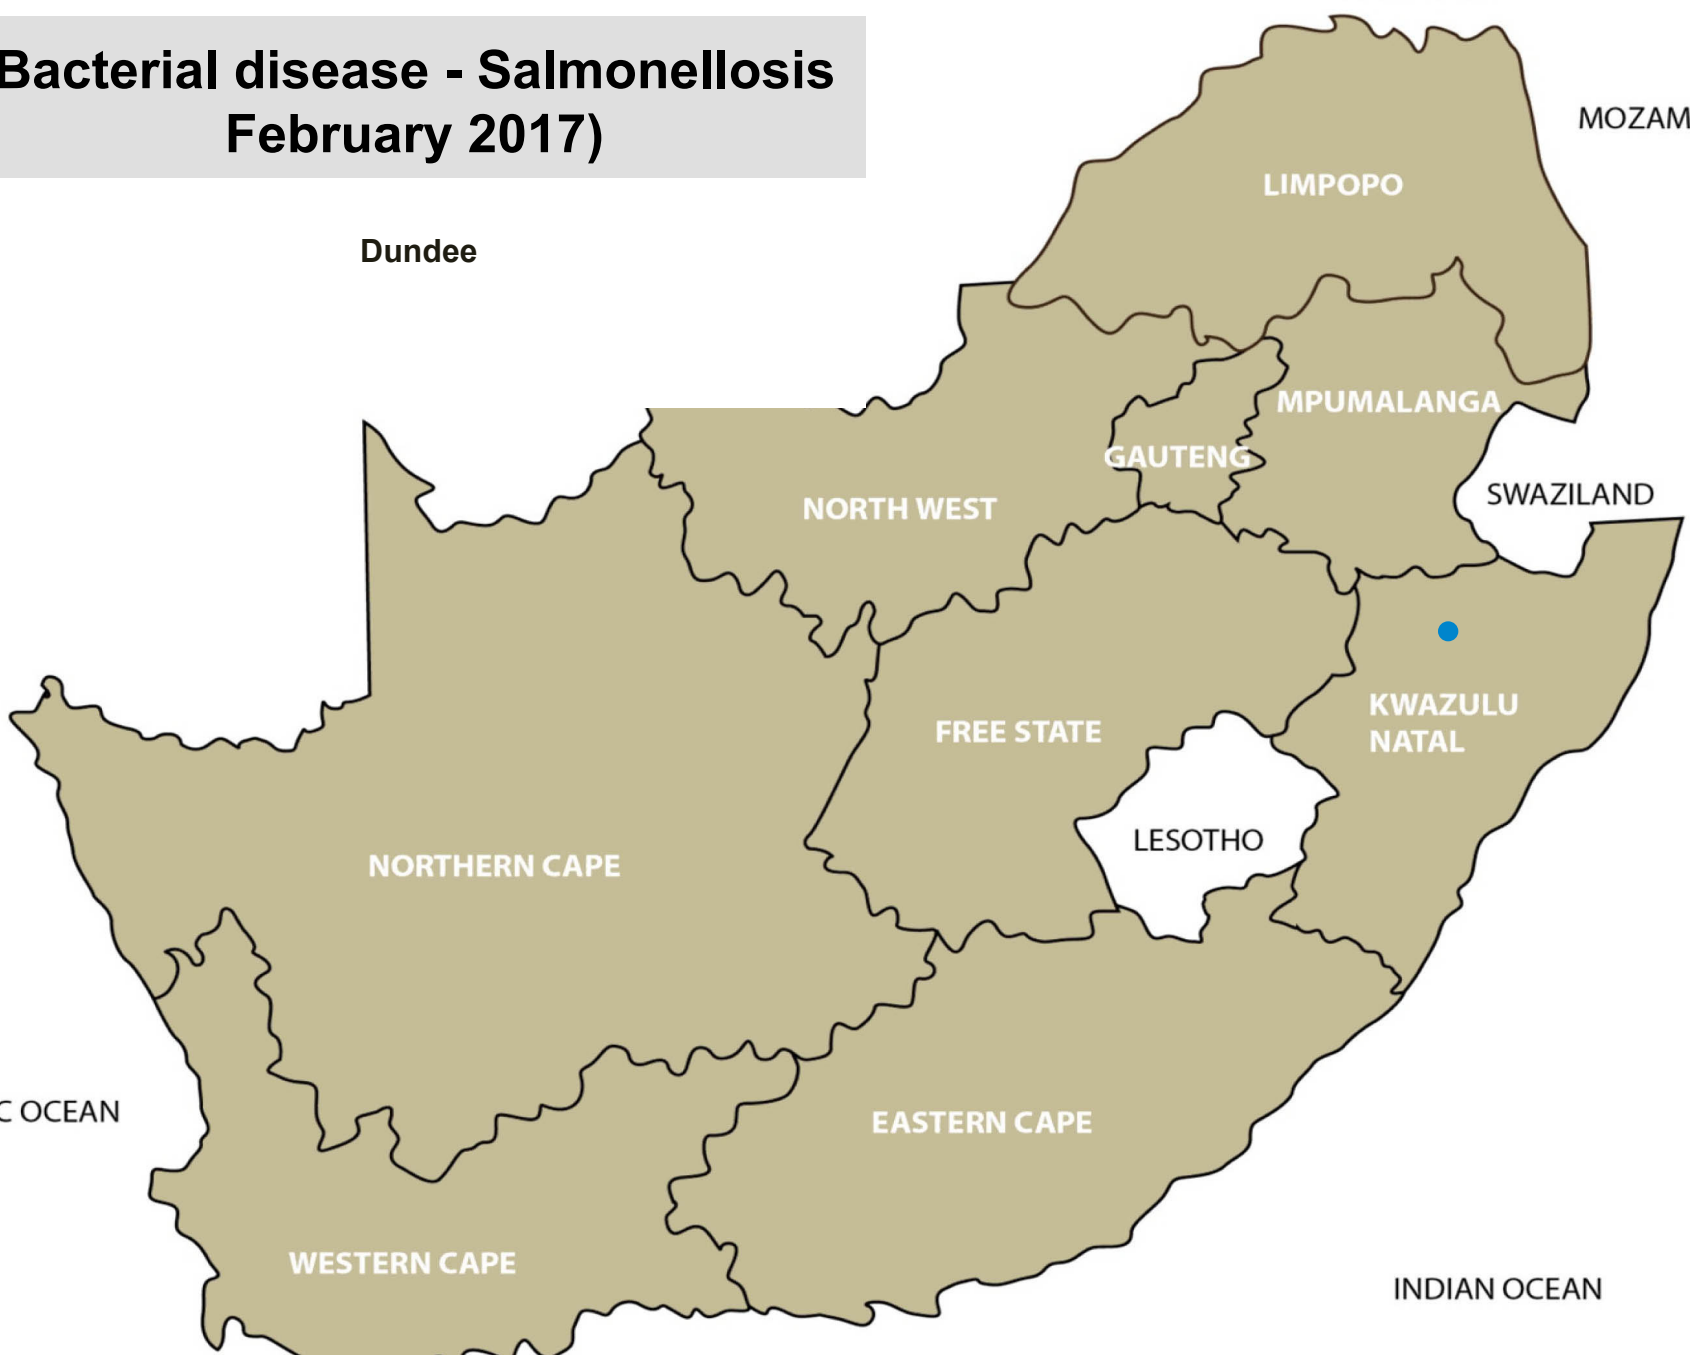 Bacterial disease - Salmonellosis
February 2017)
Dundee
MOZAM
LIMPOPO
MPUMALANGA
GAUTENG
SWAZILAND
NORTH WEST
KWAZULU
NATAL
FREE STATE
LESOTHO
NORTHERN CAPE
C OCEAN
EASTERN CAPE
WESTERN CAPE
INDIAN OCEAN